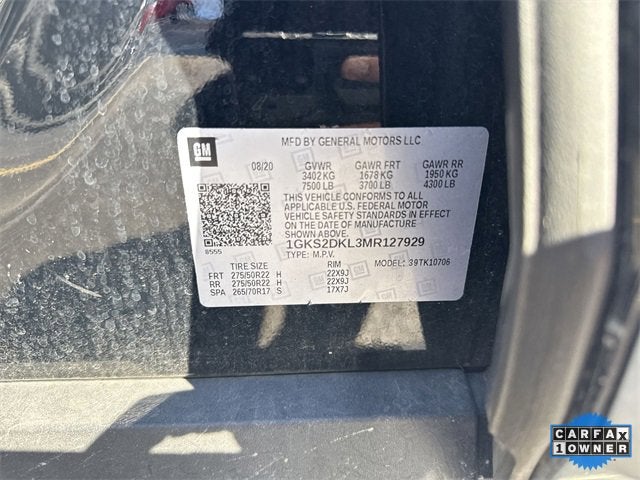 GM
MFD BY GENERAL MOTORS LLC
08/20 GVWR GAWR FRT GAWR RR
3402 KG 1678 KG 1950 KG
7500 LB 3700 LB 4300 LB
THIS VEHICLE CONFORMS TO ALL
APPLICABLE U.S. FEDERAL MOTOR
VEHICLE SAFETY STANDARDS IN EFFECT
ON THE DATE OF MANUFACTURE
SHOWN ABOVE.
8555
1GKS2DKL3MR127929
TYPE: M.P.V. MODEL: 39TK10706
TIRE SIZE RIM
FRT 275/50R22 H 22X9J
RR 275/50R22 H 22X9J
SPA 265/70R17 S 17X7J
CARFAX
1 OWNER